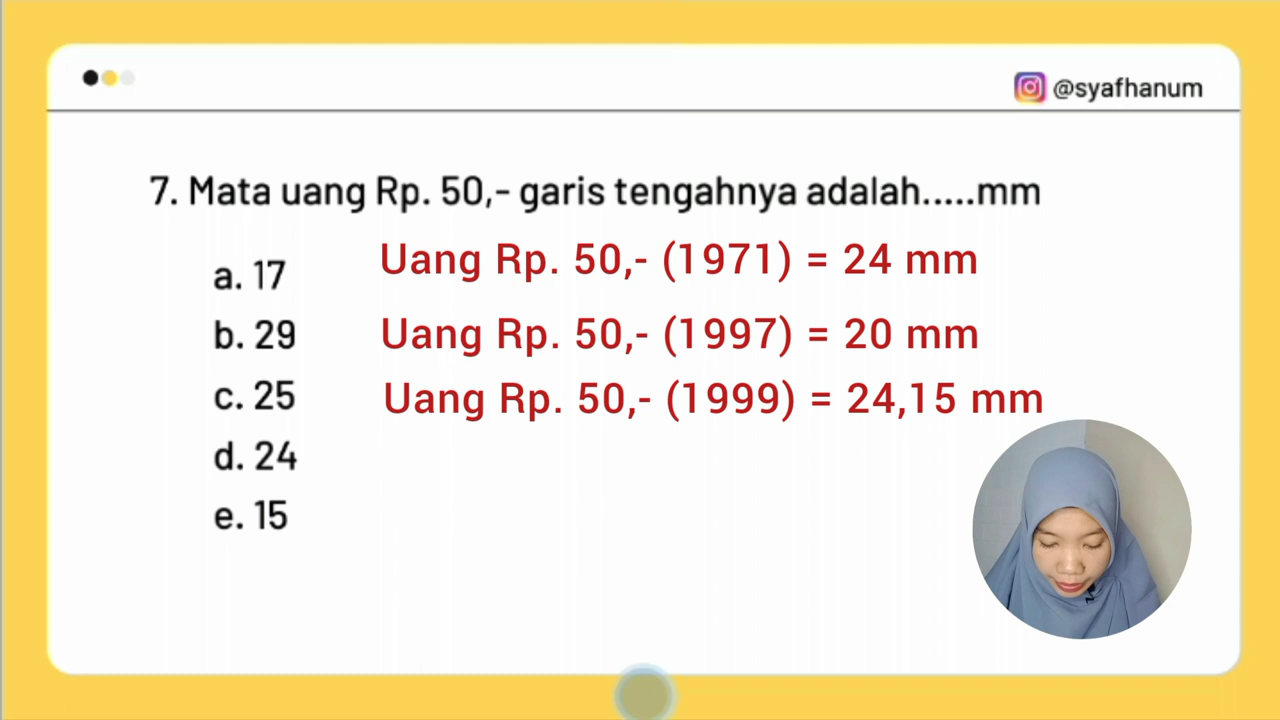 @syafhanum
7. Mata uang Rp. 50,- garis tengahnya adalah.....mm
a. 17
Uang Rp. 50,- (1971) = 24 mm
b. 29
Uang Rp. 50,- (1997) = 20 mm
c. 25
Uang Rp. 50,- (1999) = 24,15 mm
d. 24
e. 15